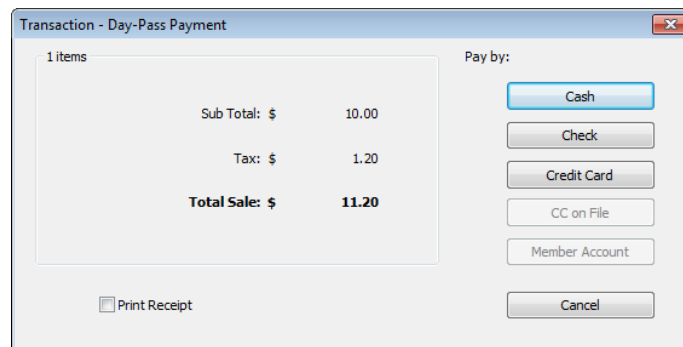 Transaction - Day-Pass Payment
1 items
Pay by:
Sub Total: $ 10.00
Tax: $ 1.20
Total Sale: $ 11.20
Cash
Check
Credit Card
CC on File
Member Account
Print Receipt
Cancel